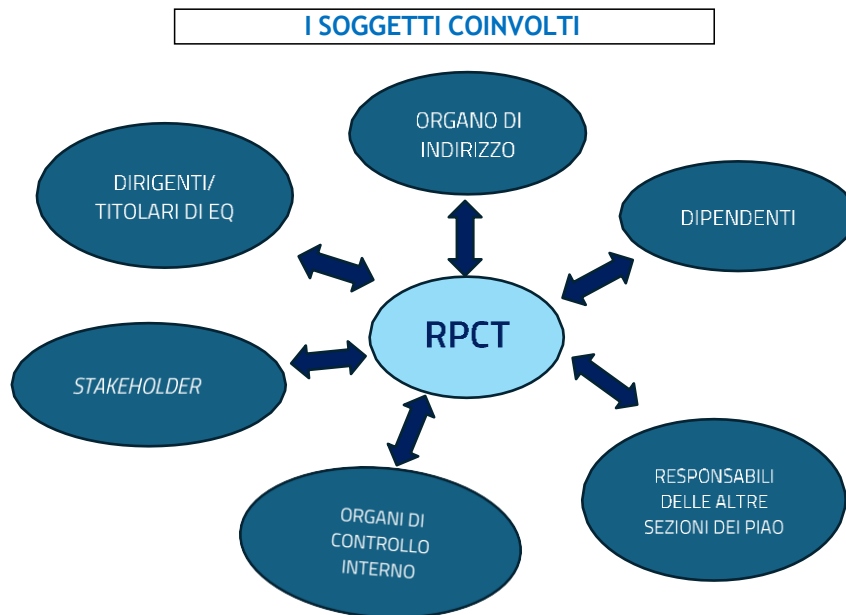 I SOGGETTI COINVOLTI
ORGANO DI
INDIRIZZO
DIRIGENTI/
TITOLARI DI EQ
DIPENDENTI
RPCT
STAKEHOLDER
RESPONSABILI
DELLE ALTRE
SEZIONI DEI PIAO
ORGANI DI
CONTROLLO
INTERNO